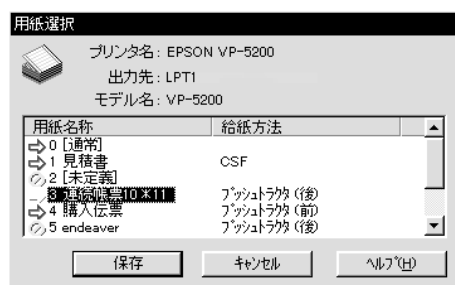 用紙選択
プリンタ名 : EPSON VP-5200
出力先 : LPT1
モデル名 : VP-5200
用紙名称 給紙方法
0 [通常]
1 見積書 CSF
2 [未定義]
3 連続帳票10×11 プッシュトラクタ(後)
4 購入伝票 プッシュトラクタ(前)
5 endeaver プッシュトラクタ(後)
保存 キャンセル ヘルプ(H)